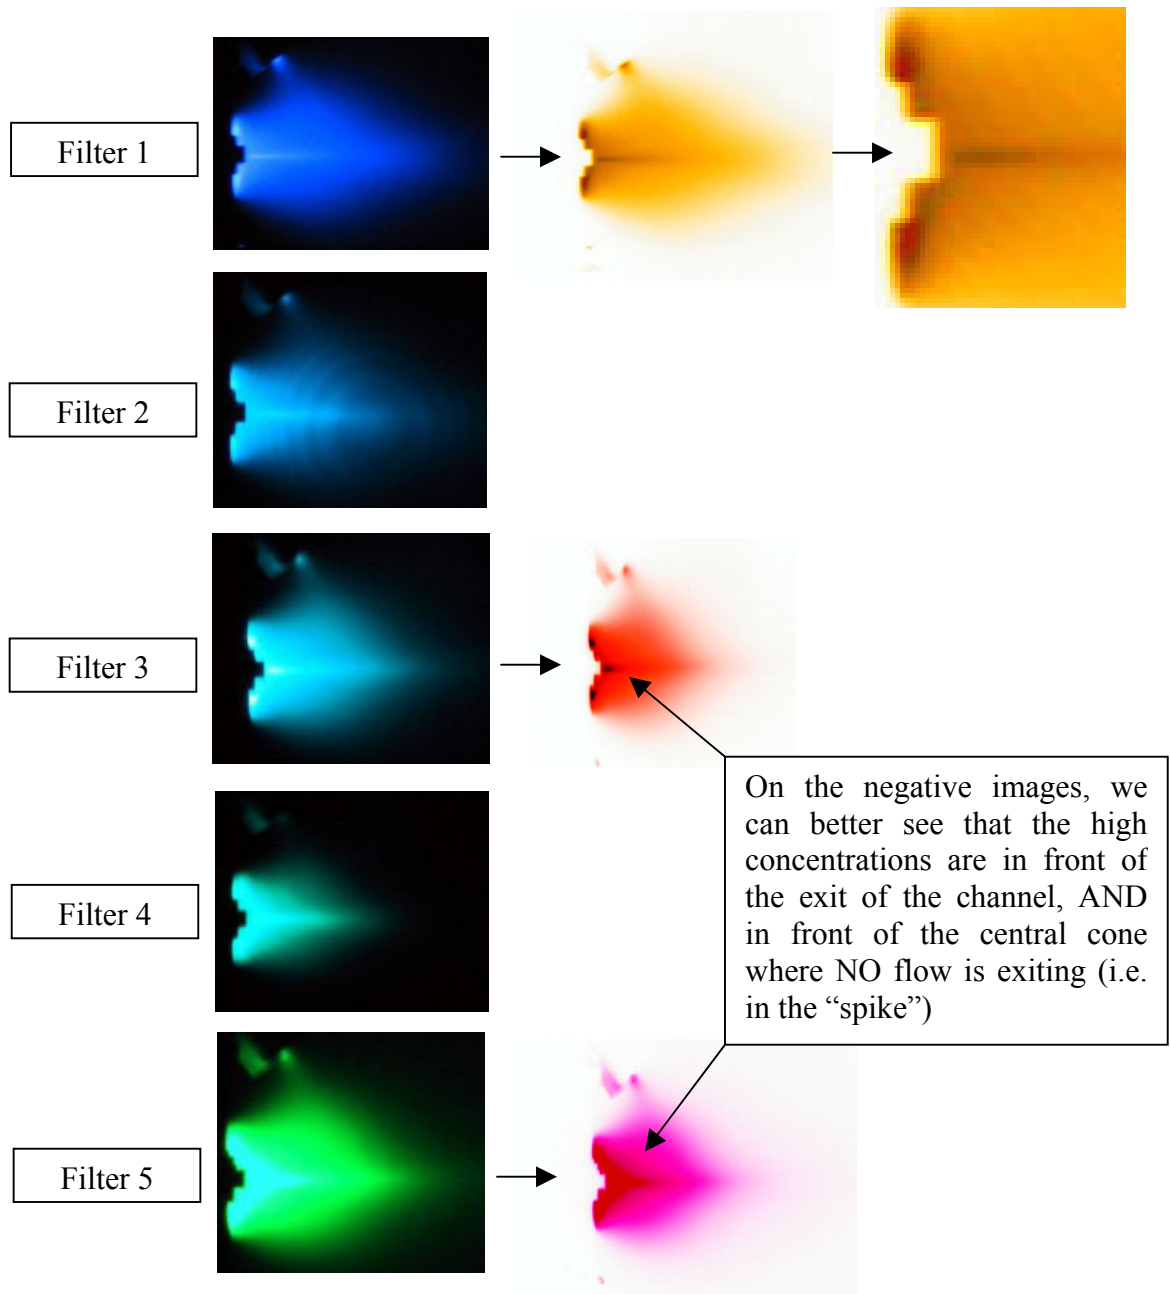 Filter 1
Filter 2
Filter 3
On the negative images, we
can better see that the high
concentrations are in front of
the exit of the channel, AND
in front of the central cone
where NO flow is exiting (i.e.
in the “spike”)
Filter 4
Filter 5